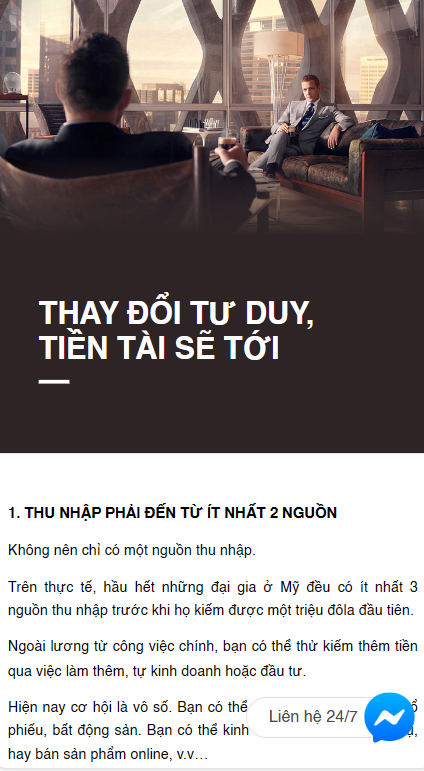 THAY ĐỔI TƯ DUY,
TIỀN TÀI SẼ TỚI
1. THU NHẬP PHẢI ĐẾN TỪ ÍT NHẤT 2 NGUỒN
Không nên chỉ có một nguồn thu nhập.
Trên thực tế, hầu hết những đại gia ở Mỹ đều có ít nhất 3
nguồn thu nhập trước khi họ kiếm được một triệu đôla đầu tiên.
Ngoài lương từ công việc chính, bạn có thể thử kiếm thêm tiền
qua việc làm thêm, tự kinh doanh hoặc đầu tư.
Hiện nay cơ hội là vô số. Bạn có thể
phiếu, bất động sản. Bạn có thể kinh
hay bán sản phẩm online, v.v…
Liên hệ 24/7